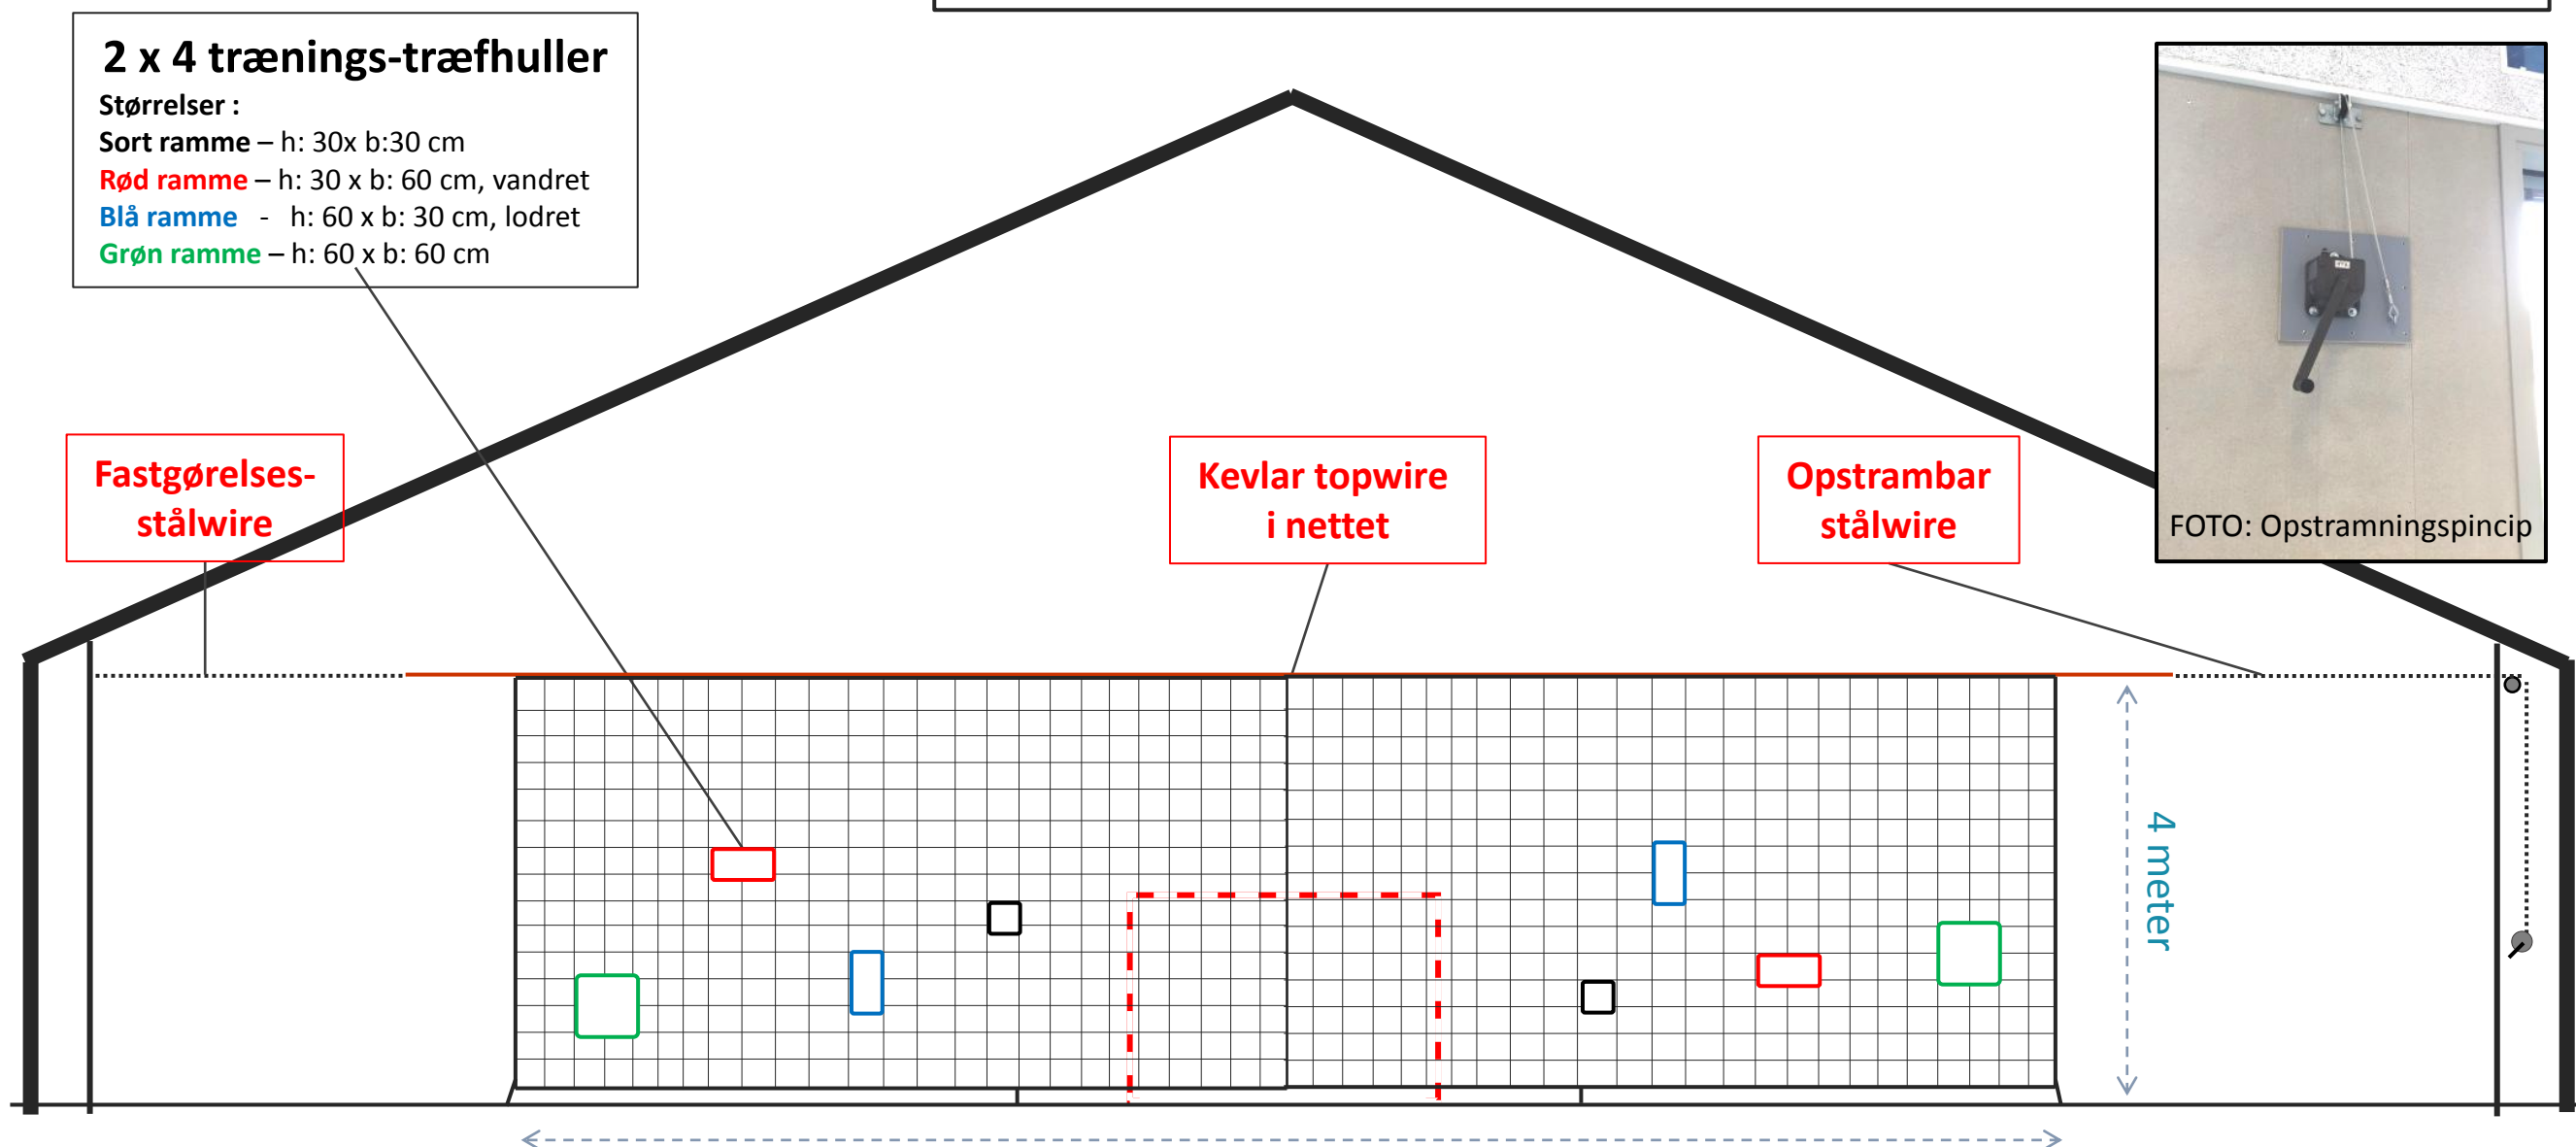 2 x 4 trænings-træfhuller
Størrelser :
Sort ramme – h: 30x b:30 cm
Rød ramme – h: 30 x b: 60 cm, vandret
Blå ramme - h: 60 x b: 30 cm, lodret
Grøn ramme – h: 60 x b: 60 cm
Fastgørelses-
stålwire
Kevlar topwire
i nettet
Opstrambar
stålwire
FOTO: Opstramningspincip
4 meter